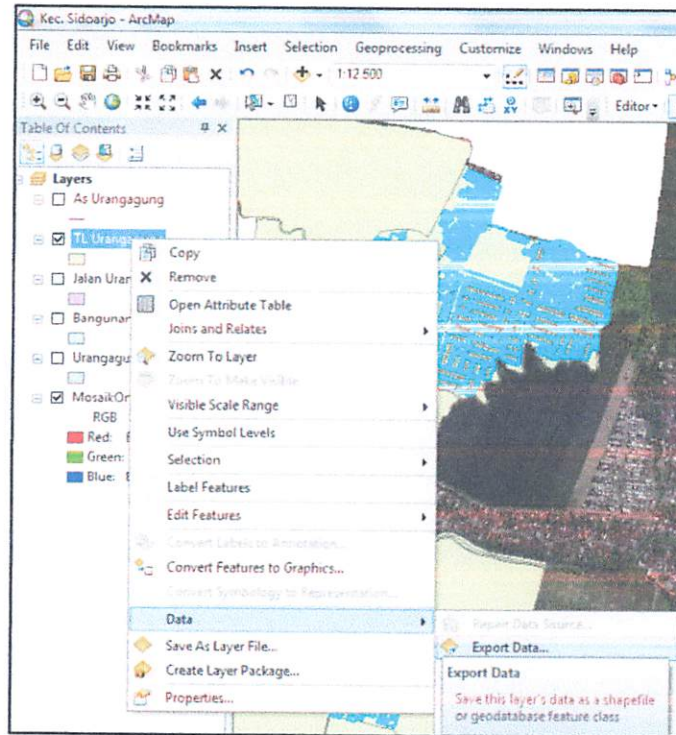 Kec. Sidoarjo - ArcMap
File Edit View Bookmarks Insert Selection Geoprocessing Customize Windows Help
1:12.500
Editor
Table Of Contents
Layers
As Urangagung
TL Urangagung
Jalan Uran
Bangunan
Urangagu
MosaikOr
RGB
Red:
Green:
Blue:
Copy
Remove
Open Attribute Table
Joins and Relates
Zoom To Layer
Zoom To Make Visible
Visible Scale Range
Use Symbol Levels
Selection
Label Features
Edit Features
Convert Labels to Annotation...
Convert Features to Graphics...
Convert Symbology to Representation...
Data
Save As Layer File...
Create Layer Package...
Properties...
Repair Data Source...
Export Data...
Export Data
Save this layer's data as a shapefile
or geodatabase feature class